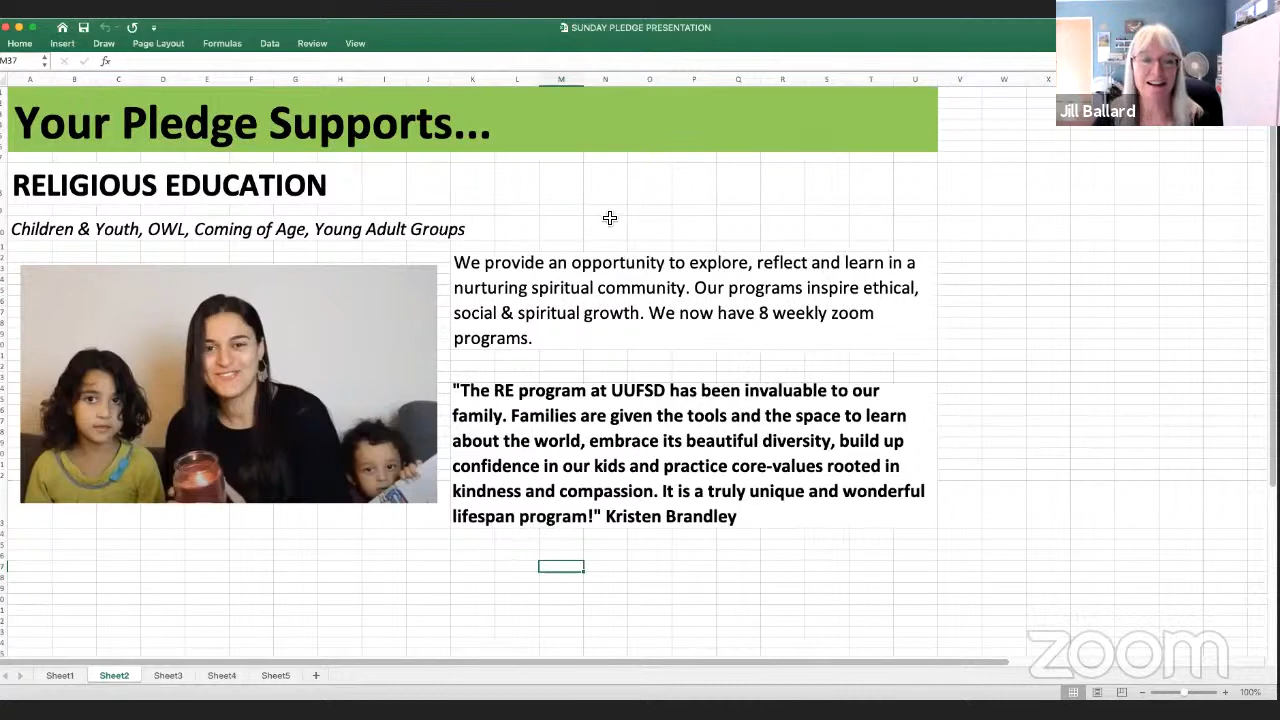 SUNDAY PLEDGE PRESENTATION
Home Insert Draw Page Layout Formulas Data Review View
M37 fx
A B C D E F G H I J K L M N O P Q R S T U V W X
Jill Ballard
Your Pledge Supports...
RELIGIOUS EDUCATION
Children & Youth, OWL, Coming of Age, Young Adult Groups
We provide an opportunity to explore, reflect and learn in a
nurturing spiritual community. Our programs inspire ethical,
social & spiritual growth. We now have 8 weekly zoom
programs.
"The RE program at UUFSD has been invaluable to our
family. Families are given the tools and the space to learn
about the world, embrace its beautiful diversity, build up
confidence in our kids and practice core-values rooted in
kindness and compassion. It is a truly unique and wonderful
lifespan program!" Kristen Brandley
zoom
Sheet1 Sheet2 Sheet3 Sheet4 Sheet5 +
100%